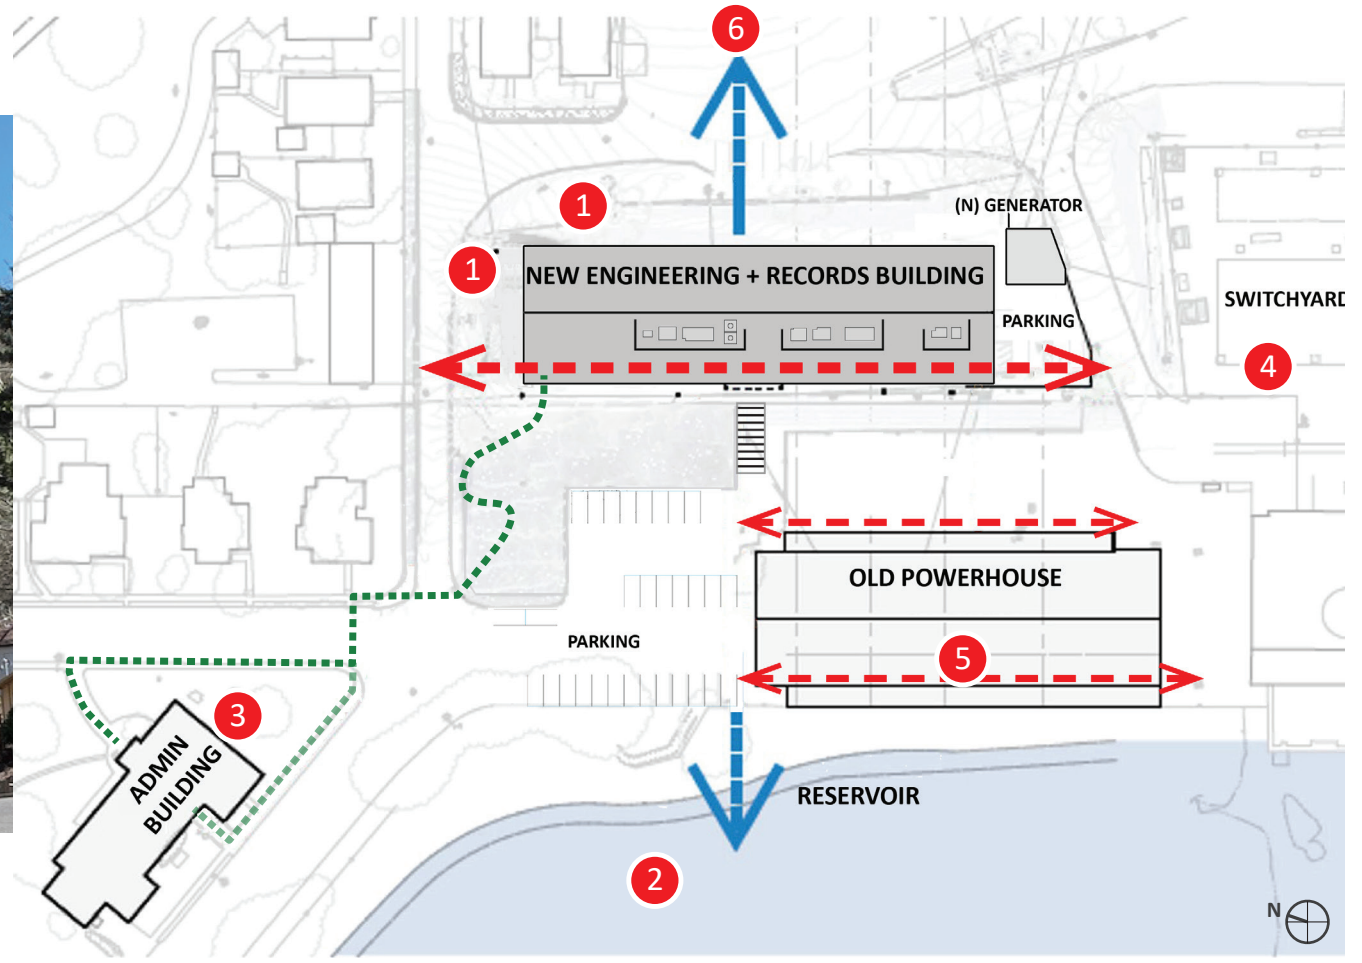 6
1
(N) GENERATOR
1
NEW ENGINEERING + RECORDS BUILDING
SWITCHYARD
PARKING
4
OLD POWERHOUSE
PARKING
5
3
ADMIN
BUILDING
RESERVOIR
2
N